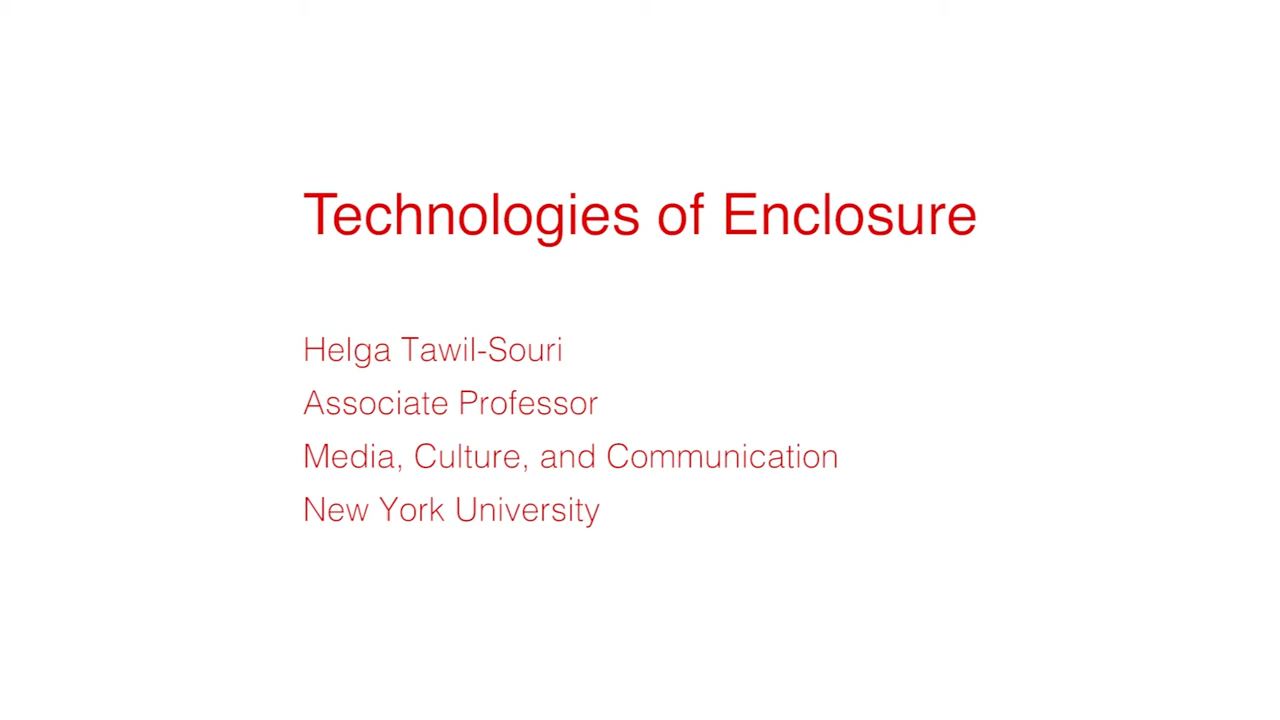 Technologies of Enclosure
Helga Tawil-Souri
Associate Professor
Media, Culture, and Communication
New York University